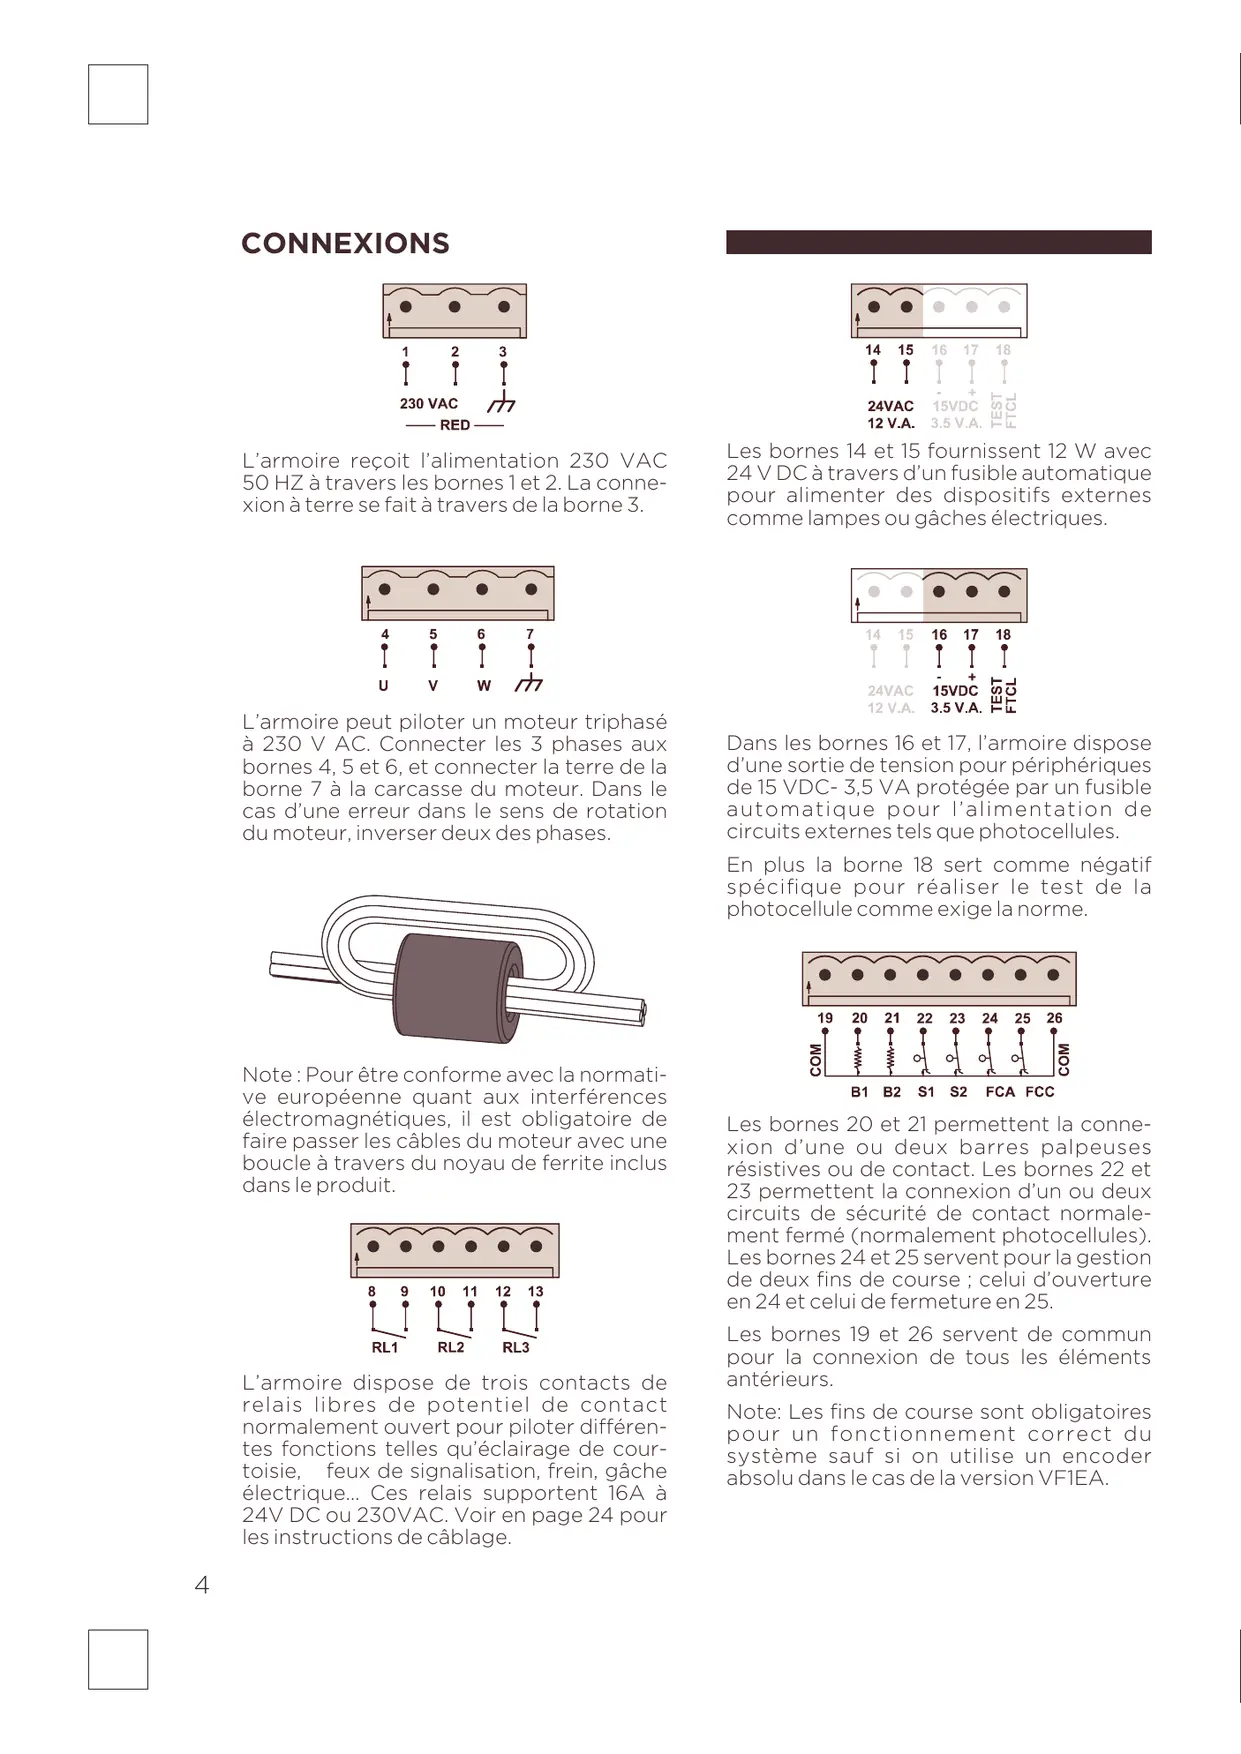 CONNEXIONS
1 2 3
230 VAC
RED
L’armoire reçoit l’alimentation 230 VAC
50 HZ à travers les bornes 1 et 2. La conne-
xion à terre se fait à travers de la borne 3.
4 5 6 7
U V W
L’armoire peut piloter un moteur triphasé
à 230 V AC. Connecter les 3 phases aux
bornes 4, 5 et 6, et connecter la terre de la
borne 7 à la carcasse du moteur. Dans le
cas d’une erreur dans le sens de rotation
du moteur, inverser deux des phases.
Note : Pour être conforme avec la normati-
ve européenne quant aux interférences
électromagnétiques, il est obligatoire de
faire passer les câbles du moteur avec une
boucle à travers du noyau de ferrite inclus
dans le produit.
8 9 10 11 12 13
RL1 RL2 RL3
L’armoire dispose de trois contacts de
relais libres de potentiel de contact
normalement ouvert pour piloter différen-
tes fonctions telles qu’éclairage de cour-
toisie, feux de signalisation, frein, gâche
électrique... Ces relais supportent 16A à
24V DC ou 230VAC. Voir en page 24 pour
les instructions de câblage.
14 15 16 17 18
- +
24VAC 15VDC
12 V.A. 3.5 V.A.
TEST
FTCL
Les bornes 14 et 15 fournissent 12 W avec
24 V DC à travers d’un fusible automatique
pour alimenter des dispositifs externes
comme lampes ou gâches électriques.
14 15 16 17 18
- +
24VAC 15VDC
12 V.A. 3.5 V.A.
TEST
FTCL
Dans les bornes 16 et 17, l’armoire dispose
d’une sortie de tension pour périphériques
de 15 VDC- 3,5 VA protégée par un fusible
automatique pour l’alimentation de
circuits externes tels que photocellules.
En plus la borne 18 sert comme négatif
spécifique pour réaliser le test de la
photocellule comme exige la norme.
19 20 21 22 23 24 25 26
COM COM
B1 B2 S1 S2 FCA FCC
Les bornes 20 et 21 permettent la conne-
xion d’une ou deux barres palpeuses
résistives ou de contact. Les bornes 22 et
23 permettent la connexion d’un ou deux
circuits de sécurité de contact normale-
ment fermé (normalement photocellules).
Les bornes 24 et 25 servent pour la gestion
de deux fins de course ; celui d’ouverture
en 24 et celui de fermeture en 25.
Les bornes 19 et 26 servent de commun
pour la connexion de tous les éléments
antérieurs.
Note: Les fins de course sont obligatoires
pour un fonctionnement correct du
système sauf si on utilise un encoder
absolu dans le cas de la version VF1EA.
4